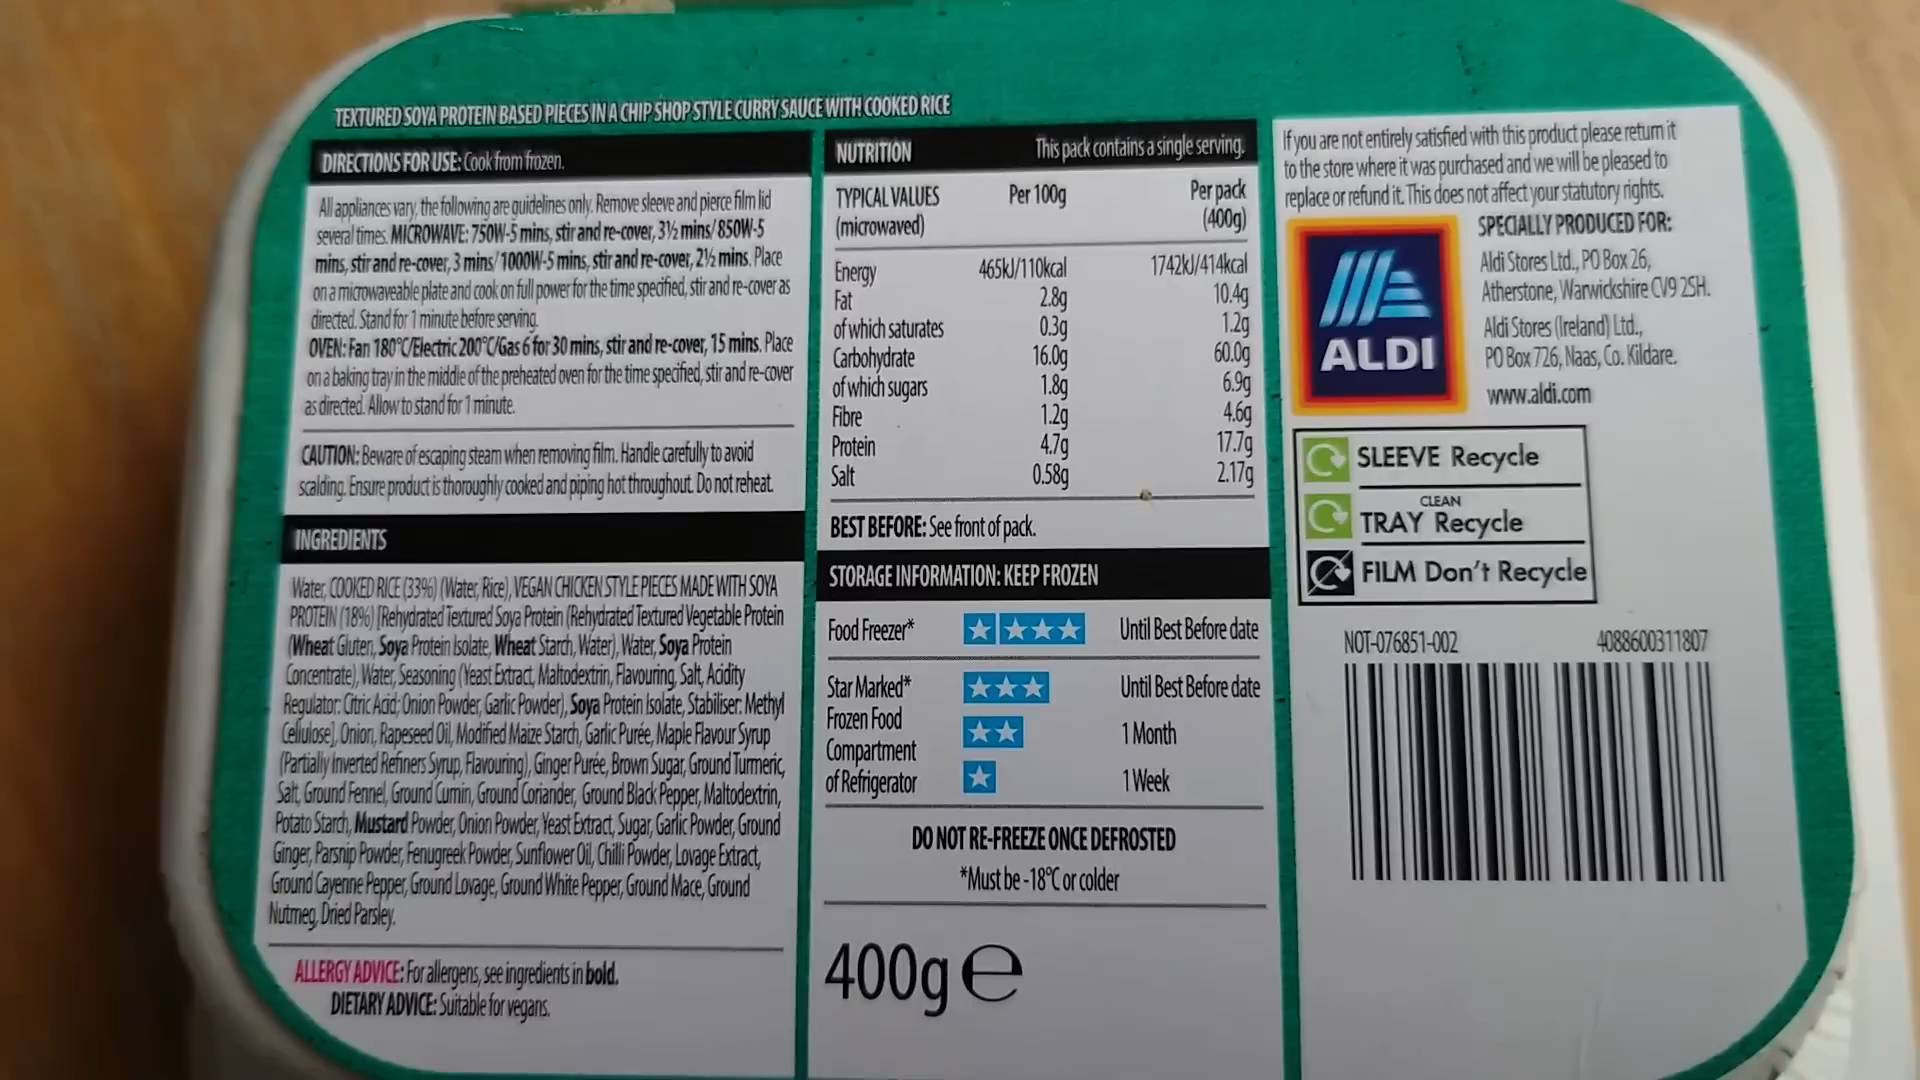 TEXTURED SOYA PROTEIN BASED PIECES IN A CHIP SHOP STYLE CURRY SAUCE WITH COOKED RICE
DIRECTIONS FOR USE: Cook from frozen.
All appliances vary, the following are guidelines only. Remove sleeve and pierce film lid
several times. MICROWAVE: 750W-5 mins, stir and re-cover, 3½ mins/ 850W-5
mins, stir and re-cover, 3 mins/ 1000W-5 mins, stir and re-cover, 2½ mins. Place
on a microwaveable plate and cook on full power for the time specified, stir and re-cover as
directed. Stand for 1 minute before serving.
OVEN: Fan 180°C/Electric 200°C/Gas 6 for 30 mins, stir and re-cover, 15 mins. Place
on a baking tray in the middle of the preheated oven for the time specified, stir and re-cover
as directed. Allow to stand for 1 minute.
CAUTION: Beware of escaping steam when removing film. Handle carefully to avoid
scalding. Ensure product is thoroughly cooked and piping hot throughout. Do not reheat.
INGREDIENTS
Water, COOKED RICE (33%) (Water, Rice), VEGAN CHICKEN STYLE PIECES MADE WITH SOYA
PROTEIN (18%) [Rehydrated Textured Soya Protein (Rehydrated Textured Vegetable Protein
(Wheat Gluten, Soya Protein Isolate, Wheat Starch, Water), Water, Soya Protein
Concentrate), Water, Seasoning (Yeast Extract, Maltodextrin, Flavouring, Salt, Acidity
Regulator: Citric Acid; Onion Powder, Garlic Powder), Soya Protein Isolate, Stabiliser: Methyl
Cellulose], Onion, Rapeseed Oil, Modified Maize Starch, Garlic Purée, Maple Flavour Syrup
(Partially Inverted Refiners Syrup, Flavouring), Ginger Purée, Brown Sugar, Ground Turmeric,
Salt, Ground Fennel, Ground Cumin, Ground Coriander, Ground Black Pepper, Maltodextrin,
Potato Starch, Mustard Powder, Onion Powder, Yeast Extract, Sugar, Garlic Powder, Ground
Ginger, Parsnip Powder, Fenugreek Powder, Sunflower Oil, Chilli Powder, Lovage Extract,
Ground Cayenne Pepper, Ground Lovage, Ground White Pepper, Ground Mace, Ground
Nutmeg, Dried Parsley.
ALLERGY ADVICE: For allergens, see ingredients in bold.
DIETARY ADVICE: Suitable for vegans.
NUTRITION This pack contains a single serving.
TYPICAL VALUES Per 100g Per pack
(microwaved) (400g)
Energy 465kJ/110kcal 1742kJ/414kcal
Fat 2.8g 10.4g
of which saturates 0.3g 1.2g
Carbohydrate 16.0g 60.0g
of which sugars 1.8g 6.9g
Fibre 1.2g 4.6g
Protein 4.7g 17.7g
Salt 0.58g 2.17g
BEST BEFORE: See front of pack.
STORAGE INFORMATION: KEEP FROZEN
Food Freezer* Until Best Before date
Star Marked* Until Best Before date
Frozen Food 1 Month
Compartment
of Refrigerator 1 Week
DO NOT RE-FREEZE ONCE DEFROSTED
*Must be -18°C or colder
400g e
If you are not entirely satisfied with this product please return it
to the store where it was purchased and we will be pleased to
replace or refund it. This does not affect your statutory rights.
ALDI
SPECIALLY PRODUCED FOR:
Aldi Stores Ltd., PO Box 26,
Atherstone, Warwickshire CV9 2SH.
Aldi Stores (Ireland) Ltd.,
PO Box 726, Naas, Co. Kildare.
www.aldi.com
SLEEVE Recycle
CLEAN
TRAY Recycle
FILM Don't Recycle
NOT-076851-002 4088600311807